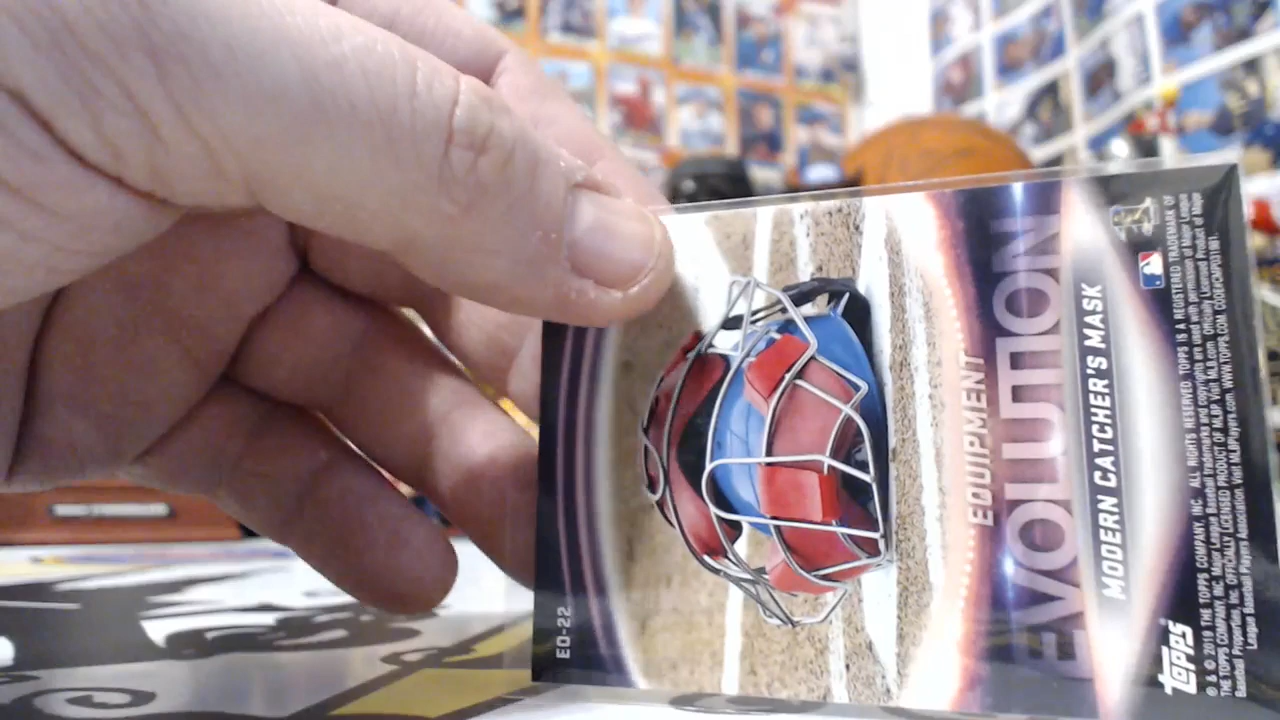 EO-22
EQUIPMENT
EVOLUTION
MODERN CATCHER'S MASK
TOPPS
® & © 2019 THE TOPPS COMPANY, INC. ALL RIGHTS RESERVED. TOPPS IS A REGISTERED TRADEMARK OF
THE TOPPS COMPANY, INC. Major League Baseball trademarks and copyrights are used with permission of Major League
Baseball Properties, Inc. OFFICIALLY LICENSED PRODUCT OF MLBP Visit MLB.com Officially Licensed Product of Major
League Baseball Players Association Visit MLBPlayers.com WWW.TOPPS.COM